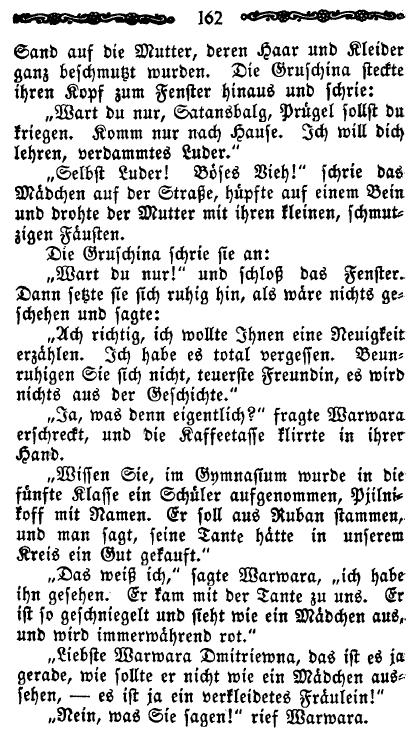 162
Sand auf die Mutter, deren Haar und Kleider
ganz beschmutzt wurden. Die Gruschina steckte
ihren Kopf zum Fenster hinaus und schrie:
„Wart du nur, Satansbalg, Prügel sollst du
kriegen. Komm nur nach Hause. Ich will dich
lehren, verdammtes Luder.“
„Selbst Luder! Böses Vieh!“ schrie das
Mädchen auf der Straße, hüpfte auf einem Bein
und drohte der Mutter mit ihren kleinen, schmut-
zigen Fäusten.
Die Gruschina schrie sie an:
„Wart du nur!“ und schloß das Fenster.
Dann setzte sie sich ruhig hin, als wäre nichts ge-
schehen und sagte:
„Ach richtig, ich wollte Ihnen eine Neuigkeit
erzählen. Ich habe es total vergessen. Beun-
ruhigen Sie sich nicht, teuerste Freundin, es wird
nichts aus der Geschichte.“
„Ja, was denn eigentlich?“ fragte Warwara
erschreckt, und die Kaffeetasse klirrte in ihrer
Hand.
„Wissen Sie, im Gymnasium wurde in die
fünfte Klasse ein Schüler aufgenommen, Pjilni-
koff mit Namen. Er soll aus Ruban stammen,
und man sagt, seine Tante hätte in unserem
Kreis ein Gut gekauft.“
„Das weiß ich,“ sagte Warwara, „ich habe
ihn gesehen. Er kam mit der Tante zu uns. Er
ist so geschniegelt und sieht wie ein Mädchen aus,
und wird immerwährend rot.“
„Liebste Warwara Dmitriewna, das ist es ja
gerade, wie sollte er nicht wie ein Mädchen aus-
sehen, — es ist ja ein verkleidetes Fräulein!“
„Nein, was Sie sagen!“ rief Warwara.